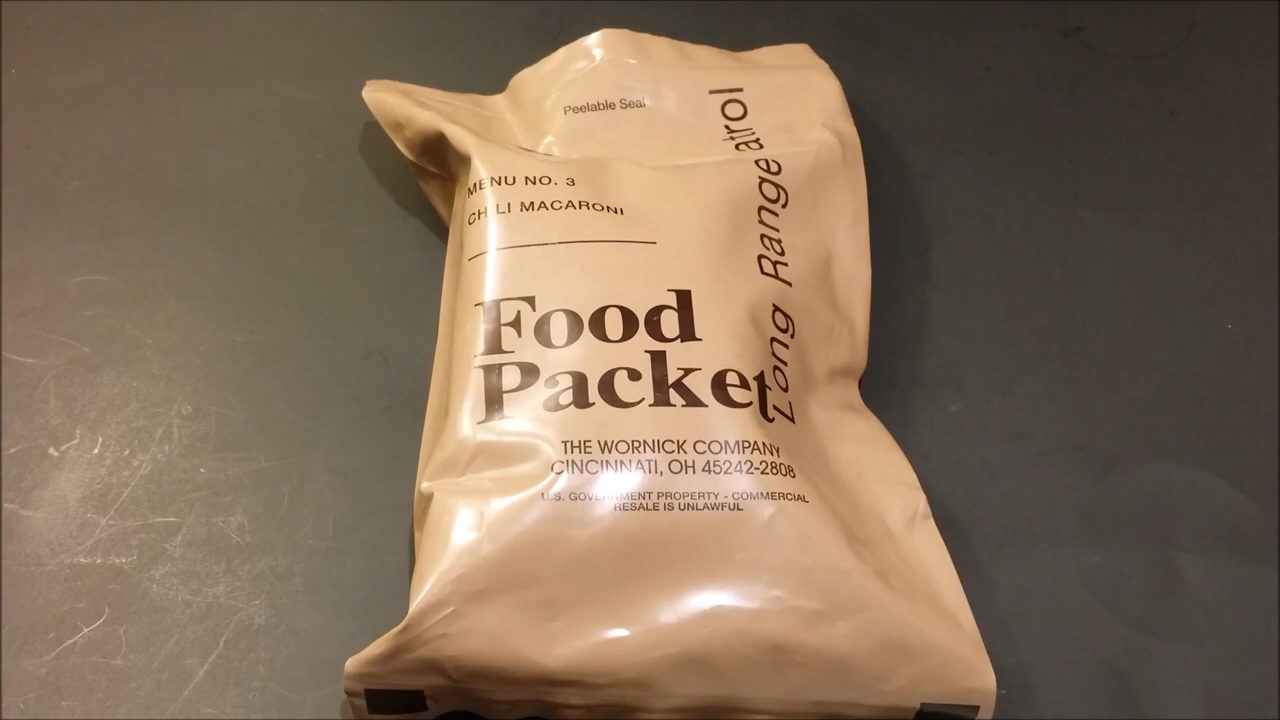 Peelable Seal
MENU NO. 3
CHILI MACARONI
Food
Packet
Long Range atrol
THE WORNICK COMPANY
CINCINNATI, OH 45242-2808
U.S. GOVERNMENT PROPERTY - COMMERCIAL
RESALE IS UNLAWFUL